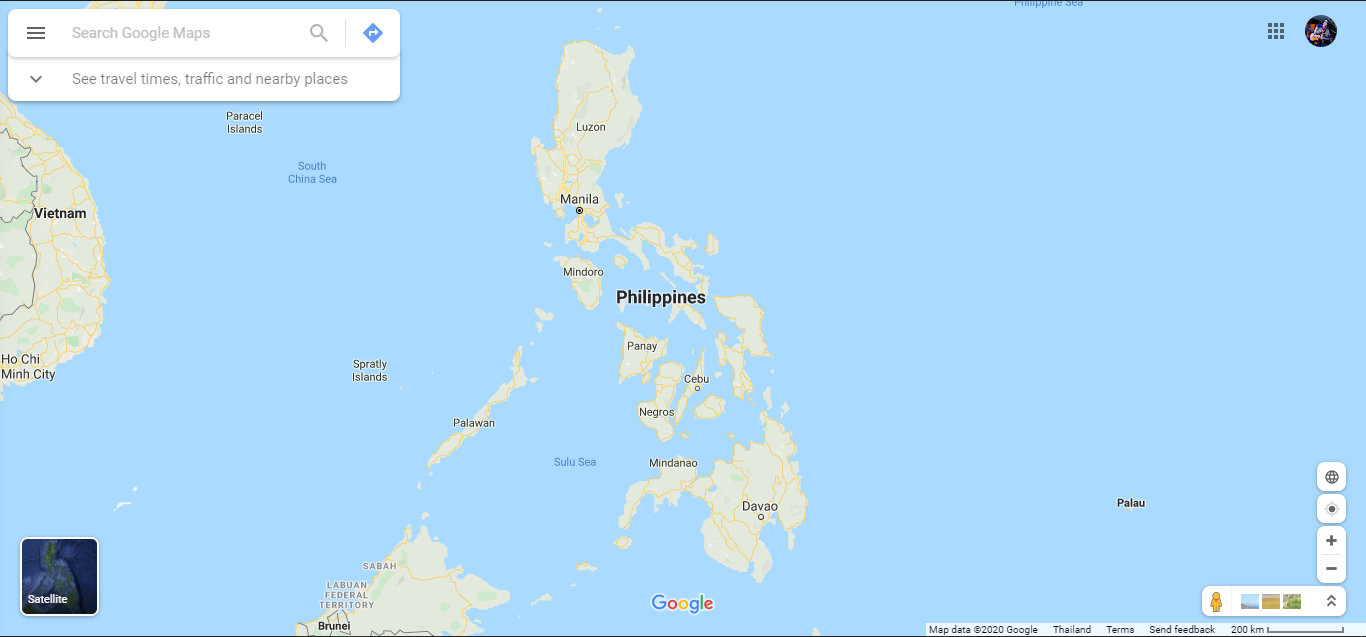 Philippine Sea
Search Google Maps
See travel times, traffic and nearby places
Paracel
Islands
Luzon
South
China Sea
Manila
Vietnam
Mindoro
Philippines
Panay
Ho Chi
Minh City
Spratly
Islands
Cebu
Negros
Palawan
Sulu Sea
Mindanao
Davao
Palau
SABAH
LABUAN
FEDERAL
TERRITORY
Brunei
Satellite
Google
Map data ©2020 Google Thailand Terms Send feedback 200 km